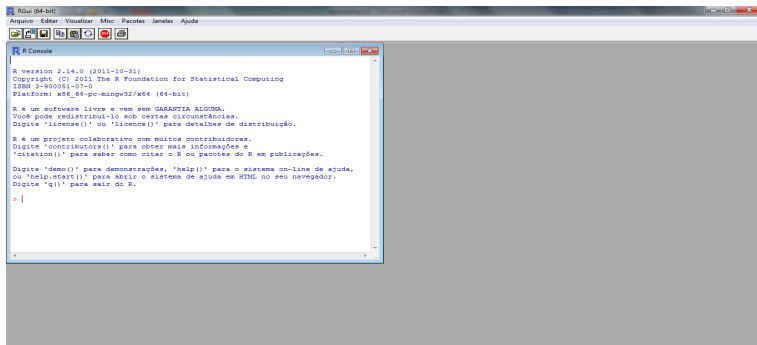 RGui (64-bit)
Arquivo Editar Visualizar Misc Pacotes Janelas Ajuda
R Console
R version 2.14.0 (2011-10-31)
Copyright (C) 2011 The R Foundation for Statistical Computing
ISBN 3-900051-07-0
Platform: x86_64-pc-mingw32/x64 (64-bit)
R é um software livre e vem sem GARANTIA ALGUMA.
Você pode redistribuí-lo sob certas circunstâncias.
Digite 'license()' ou 'licence()' para detalhes de distribuição.
R é um projeto colaborativo com muitos contribuidores.
Digite 'contributors()' para obter mais informações e
'citation()' para saber como citar o R ou pacotes do R em publicações.
Digite 'demo()' para demonstrações, 'help()' para o sistema on-line de ajuda,
ou 'help.start()' para abrir o sistema de ajuda em HTML no seu navegador.
Digite 'q()' para sair do R.
>